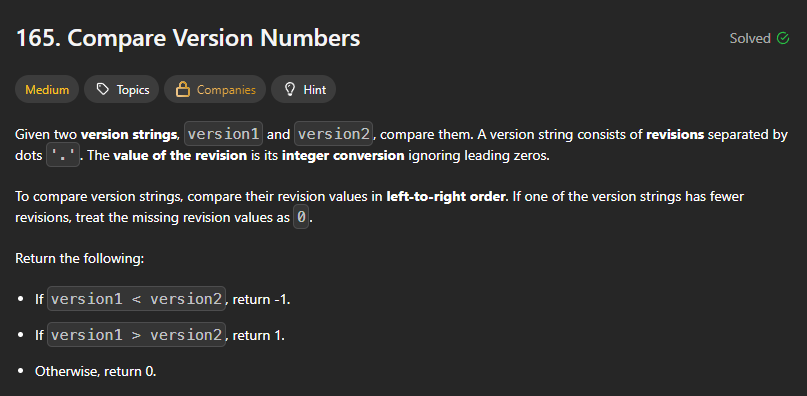 165. Compare Version Numbers
Solved
Medium
Topics
Companies
Hint
Given two version strings, version1 and version2, compare them. A version string consists of revisions separated by
dots '.'. The value of the revision is its integer conversion ignoring leading zeros.
To compare version strings, compare their revision values in left-to-right order. If one of the version strings has fewer
revisions, treat the missing revision values as 0.
Return the following:
• If version1 < version2, return -1.
• If version1 > version2, return 1.
• Otherwise, return 0.